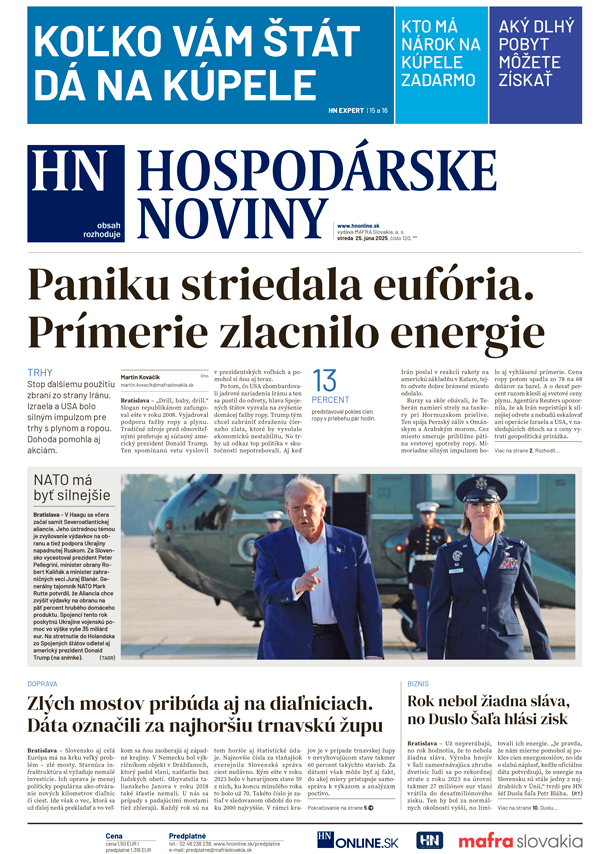 KOĽKO VÁM ŠTÁT
DÁ NA KÚPELE
HN EXPERT | 15 a 16
KTO MÁ
NÁROK NA
KÚPELE
ZADARMO
AKÝ DLHÝ
POBYT
MÔŽETE
ZÍSKAŤ
HN
obsah
rozhoduje
HOSPODÁRSKE
NOVINY
www.hnonline.sk
vydáva MAFRA Slovakia, a. s.
streda 25. júna 2025, číslo 120, **
Paniku striedala eufória.
Prímerie zlacnilo energie
TRHY
Stop ďalšiemu použitiu
zbraní zo strany Iránu,
Izraela a USA bolo
silným impulzom pre
trhy s plynom a ropou.
Dohoda pomohla aj
akciám.
Martin Kováčik
©hn
martin.kovacik@mafraslovakia.sk
Bratislava – „Drill, baby, drill.“
Slogan republikánom zafungo-
val ešte v roku 2008. Vyjadroval
podporu ťažby ropy a plynu.
Tradičné zdroje pred obnoviteľ-
nými preferuje aj súčasný ame-
rický prezident Donald Trump.
Ten spomínanú vetu vyslovil
v prezidentských voľbách a po-
mohol si ňou aj teraz.
Po tom, čo USA zbombardova-
li jadrové zariadenia Iránu a ten
sa pustil do odvety, hlava Spoje-
ných štátov vyzvala na zvýšenie
domácej ťažby ropy. Trump tým
chcel zabrániť zdraženiu čier-
neho zlata, ktoré by vyvolalo
ekonomickú nestabilitu. No tr-
hy už odkaz typu politika v sku-
točnosti nepotrebovali. Aj keď
13
PERCENT
predstavoval pokles cien
ropy v priebehu pár hodín.
Irán poslal v reakcii rakety na
americkú základňu v Katare, tej-
to odvete dobre bránené miesto
odolalo.
Burzy sa skôr obávali, že Te-
herán namieri strely na tanke-
ry pri Hormuzskom prielive.
Ten spája Perzský záliv s Omán-
skym a Arabským morom. Cez
miesto smeruje približne päti-
na svetovej spotreby ropy. Mi-
moriadne silným impulzom bo-
lo aj vyhlásené prímerie. Cena
ropy potom spadla zo 78 na 68
dolárov za barel. A o desať per-
cent razom klesli aj svetové ceny
plynu. Agentúra Reuters upozor-
nila, že ak Irán nepristúpi k sil-
nejšej odvete a nebudú eskalovať
ani operácie Izraela a USA, v na-
sledujúcich dňoch sa z ceny vy-
tratí geopolitická prirážka.
Viac na strane 2, Rozhodli...
NATO má
byť silnejšie
Bratislava – V Haagu sa včera
začal samit Severoatlantickej
aliancie. Jeho ústrednou témou
je zvyšovanie výdavkov na ob-
ranu a tiež podpora Ukrajiny
napadnutej Ruskom. Za Sloven-
sko vycestoval prezident Peter
Pellegrini, minister obrany Ro-
bert Kaliňák a minister zahra-
ničných vecí Juraj Blanár. Ge-
nerálny tajomník NATO Mark
Rutte potvrdil, že Aliancia chce
zvýšiť výdavky na obranu na
päť percent hrubého domáceho
produktu. Spojenci tento rok
poskytnú Ukrajine vojenskú po-
moc vo výške vyše 35 miliárd
eur. Na stretnutie do Holandska
zo Spojených štátov odletel aj
americký prezident Donald
Trump (na snímke). (TASR)
DOPRAVA
Zlých mostov pribúda aj na diaľniciach.
Dáta označili za najhoršiu trnavskú župu
Bratislava – Slovensko aj celá
Európa má na krku veľký prob-
lém – zlé mosty. Starnúca in-
fraštruktúra si vyžaduje nemalé
investície. Ich oprava je menej
politicky populárna ako otvára-
nie nových kilometrov diaľnic
či ciest. Ide však o vec, ktorá sa
už ďalej nedá prekladať a vo veľ-
kom sa ňou zaoberajú aj západ-
né krajiny. V Nemecku bol výk-
ričníkom objekt v Drážďanoch,
ktorý padol vlani, našťastie bez
ľudských obetí. Obyvatelia ta-
lianskeho Janova v roku 2018
také šťastie nemali. U nás sa
o prípady s padajúcimi mostami
tiež zbierame. Každý rok sú na
tom horšie aj štatistické údaje.
Najnovšie čísla za vlaňajšok
zverejnila Slovenská správa
ciest nedávno. Kým ešte v roku
2023 bolo v havarijnom stave 59
z nich, ku koncu minulého roka
to bolo už 70. Takéto číslo je za-
tiaľ v sledovanom období do ro-
ku 2000 najvyššie. V rámci kra-
jov je v prípade trnavskej župy
v nevyhovujúcom stave takmer
60 percent takýchto stavieb. Za
dátami však môže byť aj fakt,
do akej miery pristupuje samo-
správa k výkazom a analýzam
poctivo.
Pokračovanie na strane 5
BIZNIS
Rok nebol žiadna sláva,
no Duslo Šaľa hlási zisk
Bratislava – Už neprerábajú,
no rok hodnotia, že to nebola
žiadna sláva. Výroba hnojív
v Šali zamestnávajúca zhruba
dvetisíc ľudí sa po rekordnej
strate z roku 2023 na úrovni
takmer 27 miliónov eur vlani
vrátila do desaťmiliónového
zisku. Ten by bol za normál-
nych okolností vyšší, no limi-
tovali ich energie. „Je pravda,
že nám mierne pomohol aj po-
kles cien energonosičov, no ide
o slabú náplasť, keďže oficiálne
dáta potvrdzujú, že energie na
Slovensku sú stále jedny z naj-
drahších v Únii,“ tvrdí pre HN
šéf Dusla Šaľa Petr Bláha. (RT)
Viac na strane 10, Duslo...
Cena
cena 1,50 EUR /
predplatné 1,316 EUR
Predplatné
tel.: 02 48 238 238, www.hnonline.sk/predplatne
e-mail: predplatne@mafraslovakia.sk
HN ONLINE.SK
HN
mafra slovakia